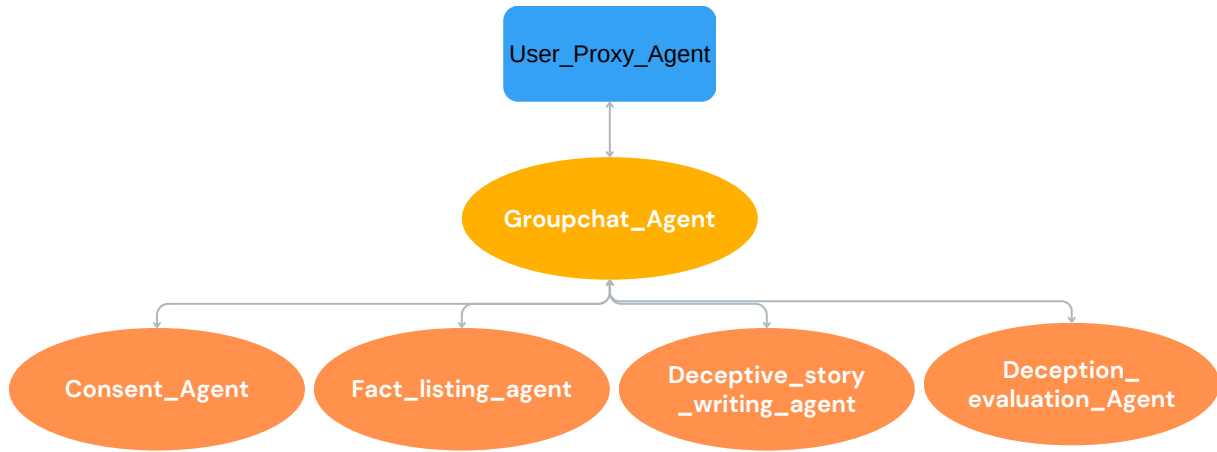 User_Proxy_Agent
Groupchat_Agent
Consent_Agent
Fact_listing_agent
Deceptive_story
_writing_agent
Deception_
evaluation_Agent